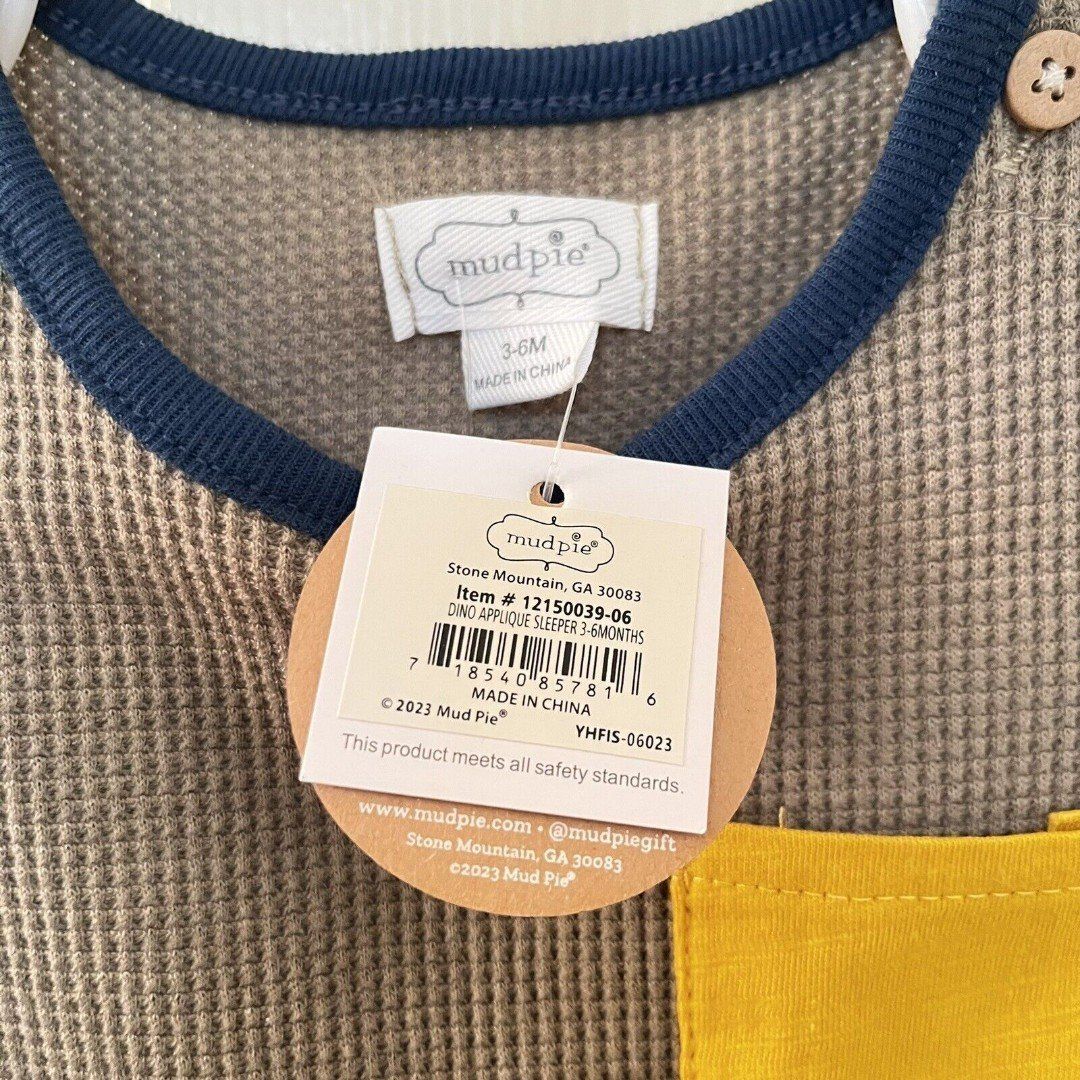 mudpie®
3-6M
MADE IN CHINA
mudpie®
Stone Mountain, GA 30083
Item # 12150039-06
DINO APPLIQUE SLEEPER 3-6MONTHS
7 18540 85781 6
MADE IN CHINA
© 2023 Mud Pie®
YHFIS-06023
This product meets all safety standards.
www.mudpie.com • @mudpiegift
Stone Mountain, GA 30083
©2023 Mud Pie®